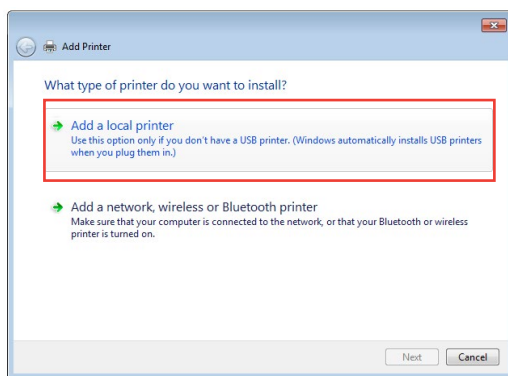 Add Printer
What type of printer do you want to install?
Add a local printer
Use this option only if you don't have a USB printer. (Windows automatically installs USB printers
when you plug them in.)
Add a network, wireless or Bluetooth printer
Make sure that your computer is connected to the network, or that your Bluetooth or wireless
printer is turned on.
Next Cancel